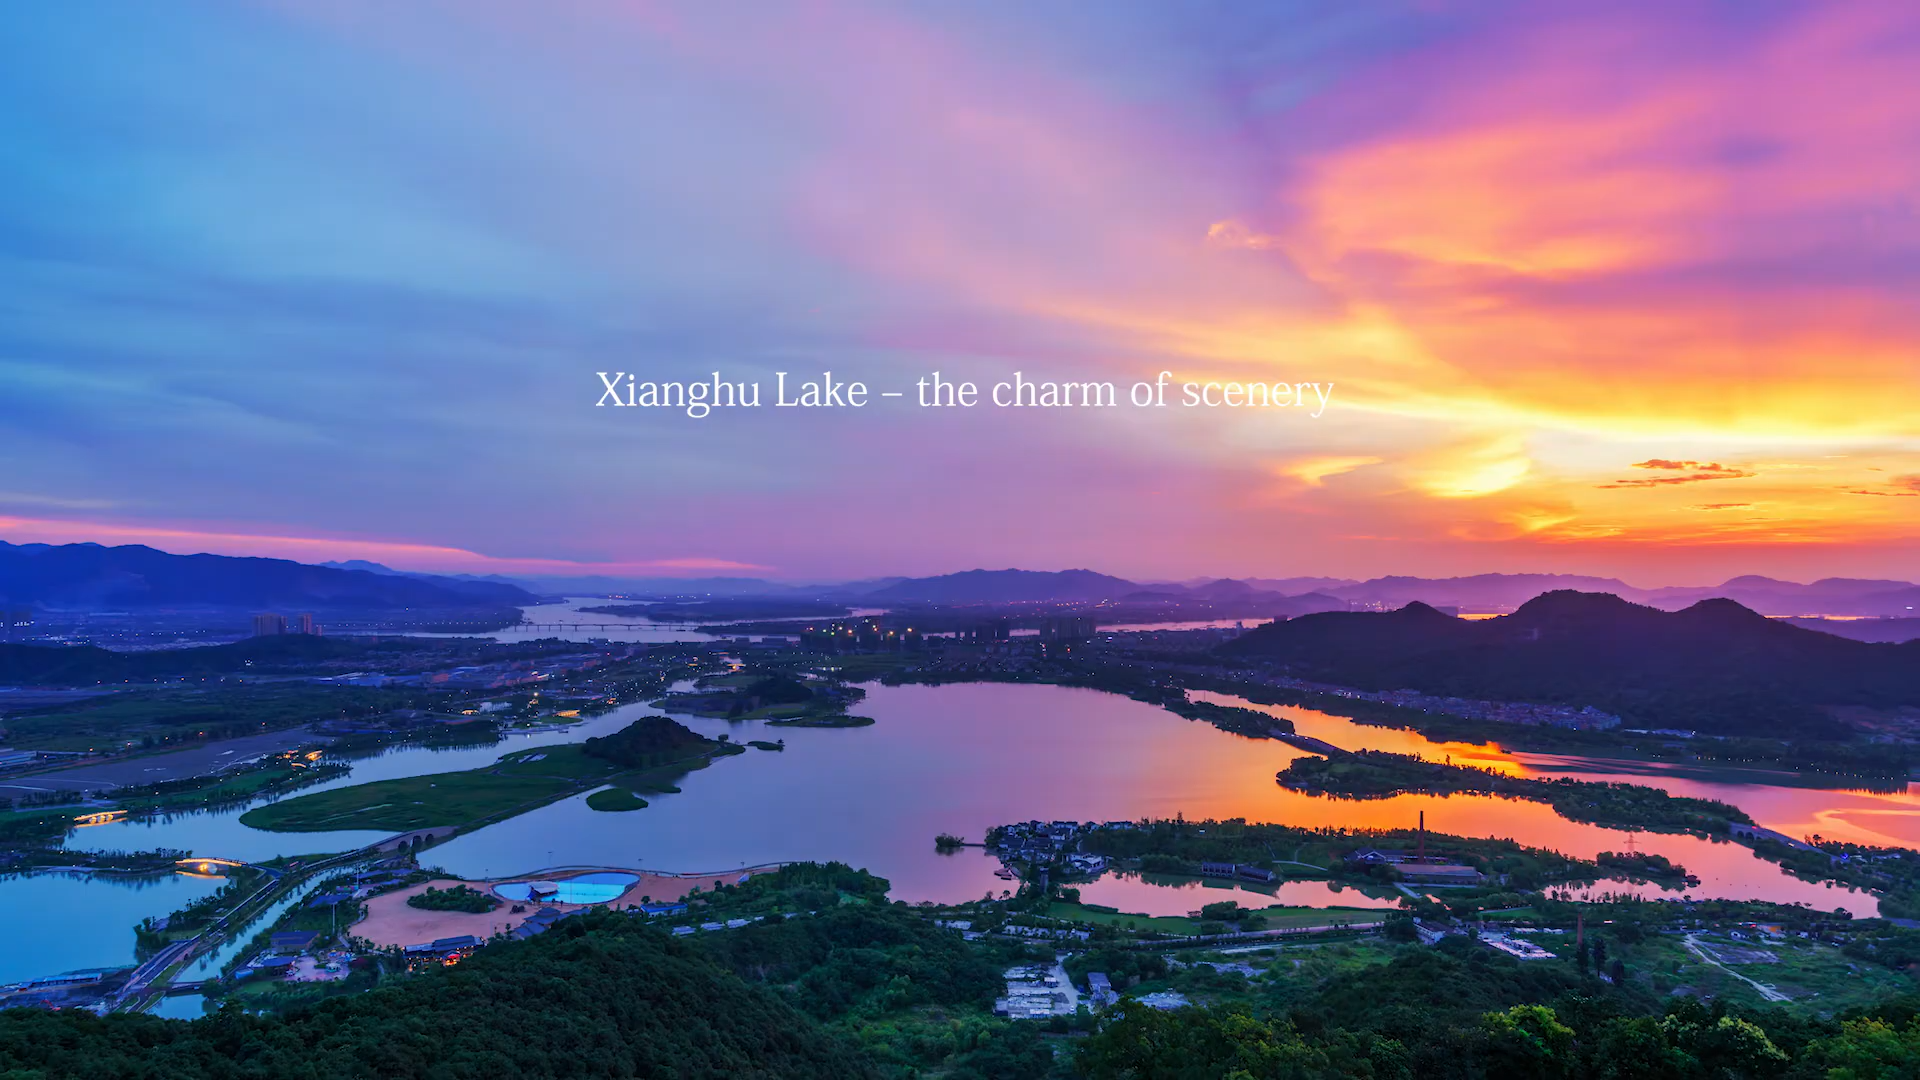 Xianghu Lake – the charm of scenery